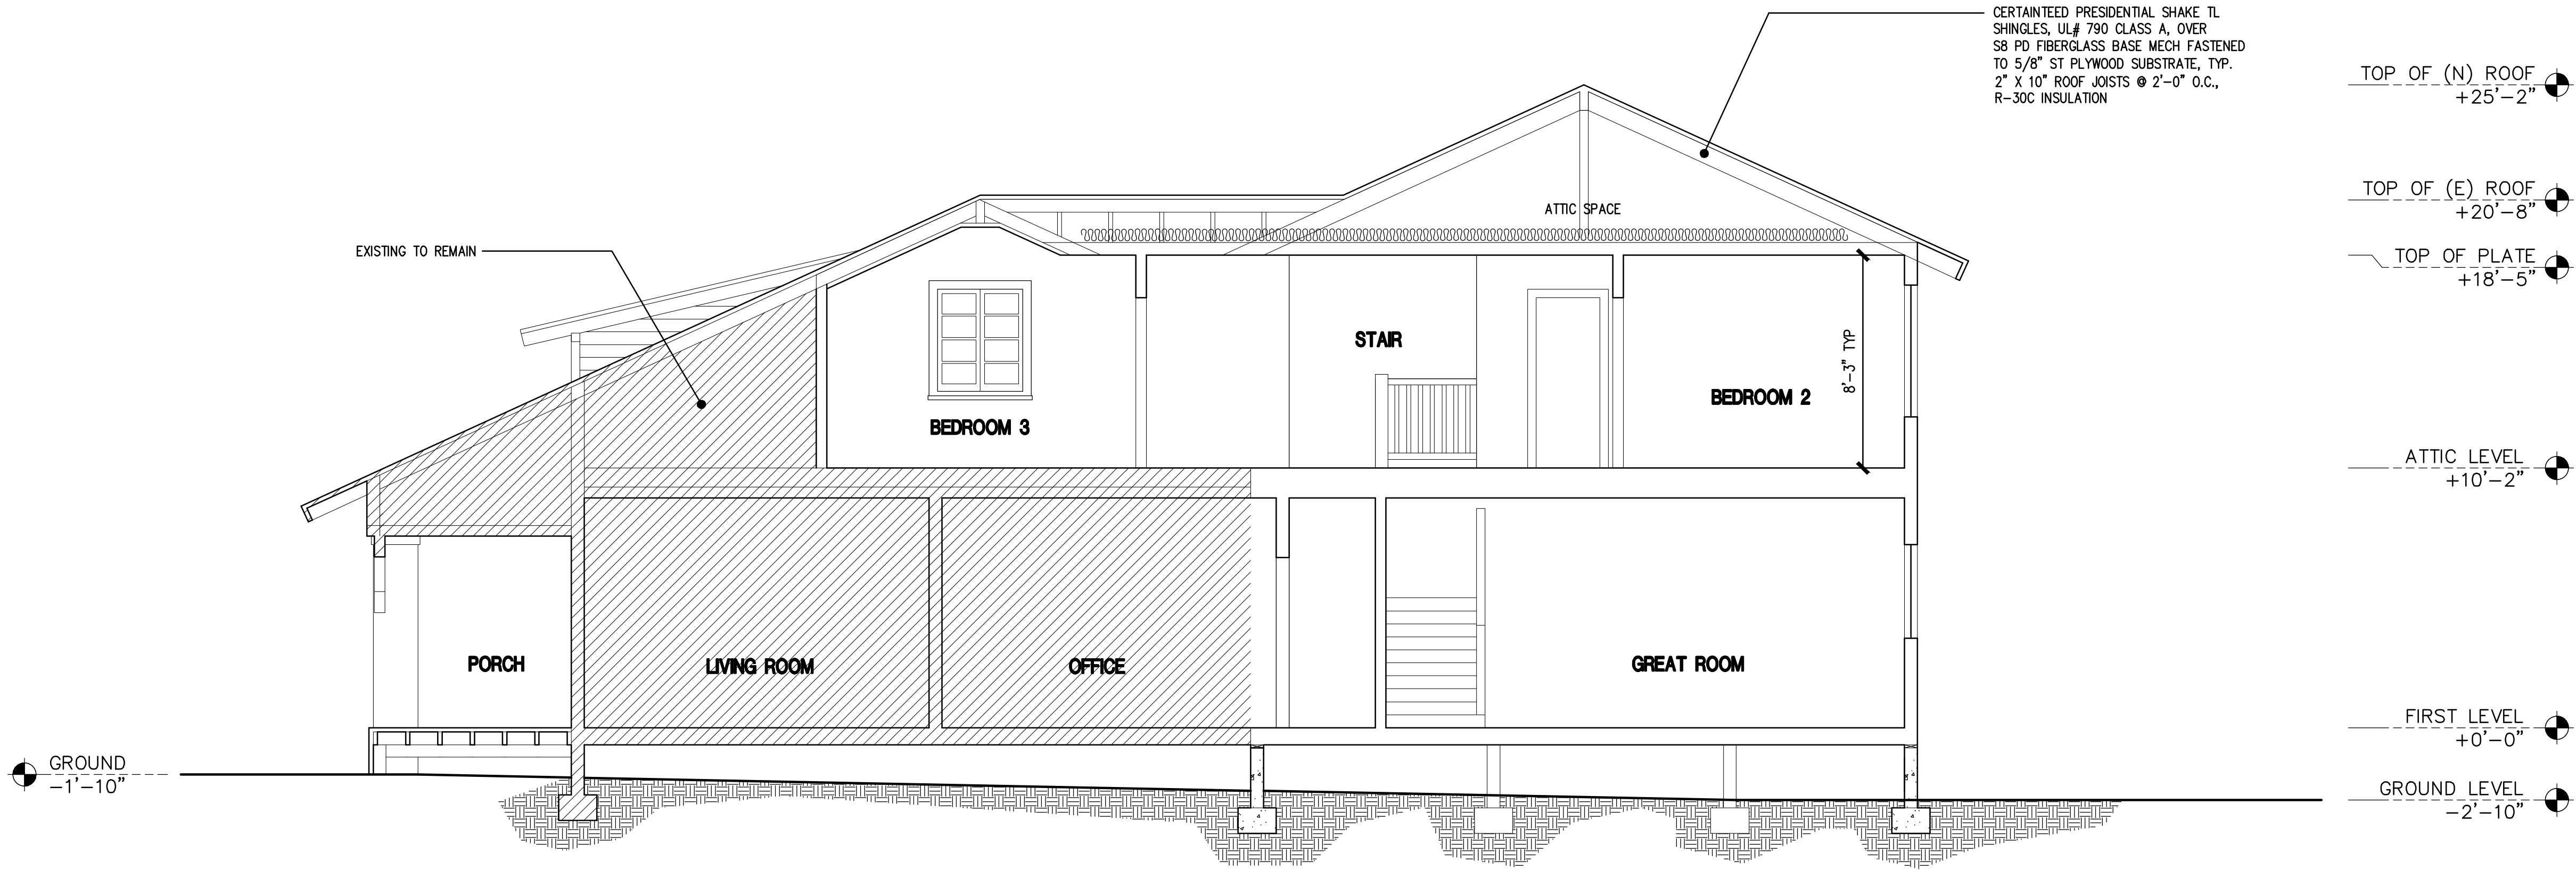 CERTAINTEED PRESIDENTIAL SHAKE TL
SHINGLES, UL# 790 CLASS A, OVER
S8 PD FIBERGLASS BASE MECH FASTENED
TO 5/8" ST PLYWOOD SUBSTRATE, TYP.
2" X 10" ROOF JOISTS @ 2'-0" O.C.,
R-30C INSULATION
TOP OF (N) ROOF
+25'-2"
TOP OF (E) ROOF
+20'-8"
TOP OF PLATE
+18'-5"
ATTIC LEVEL
+10'-2"
FIRST LEVEL
+0'-0"
GROUND LEVEL
-2'-10"
EXISTING TO REMAIN
ATTIC SPACE
STAIR
8'-3" TYP
BEDROOM 2
BEDROOM 3
PORCH
LIVING ROOM
OFFICE
GREAT ROOM
GROUND
-1'-10"